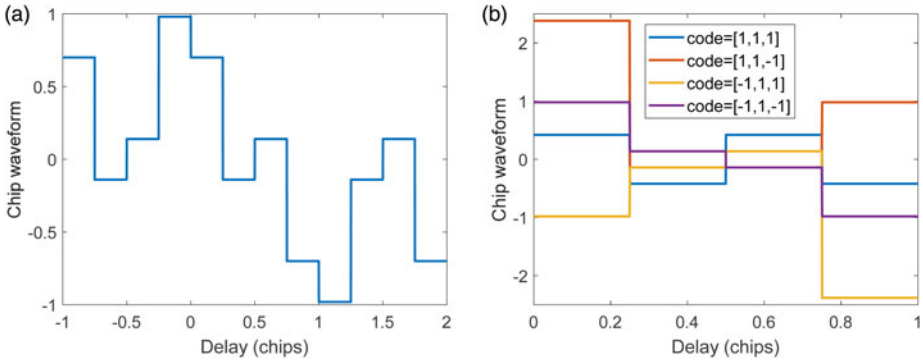 (a)
1
0.5
0
-0.5
-1
Chip waveform
-1
-0.5
0
0.5
1
1.5
2
Delay (chips)
(b)
2
1
0
-1
-2
Chip waveform
code=[1,1,1]
code=[1,1,-1]
code=[-1,1,1]
code=[-1,1,-1]
0
0.2
0.4
0.6
0.8
1
Delay (chips)